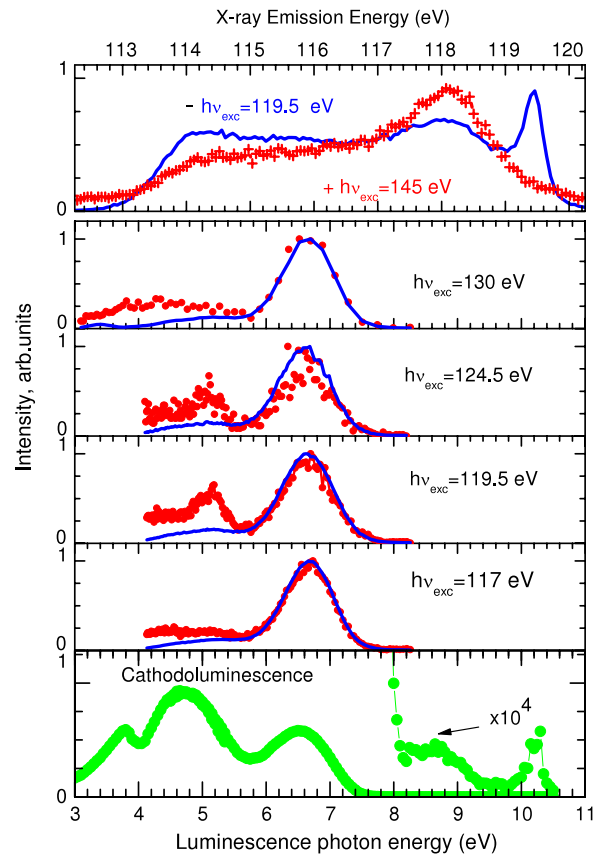 X-ray Emission Energy (eV)
113 114 115 116 117 118 119 120
1
- hν_exc=119.5 eV
+ hν_exc=145 eV
0
1
hν_exc=130 eV
0
1
hν_exc=124.5 eV
0
1
hν_exc=119.5 eV
0
1
hν_exc=117 eV
0
1
Cathodoluminescence
x10^4
0
3 4 5 6 7 8 9 10 11
Luminescence photon energy (eV)
Intensity, arb.units